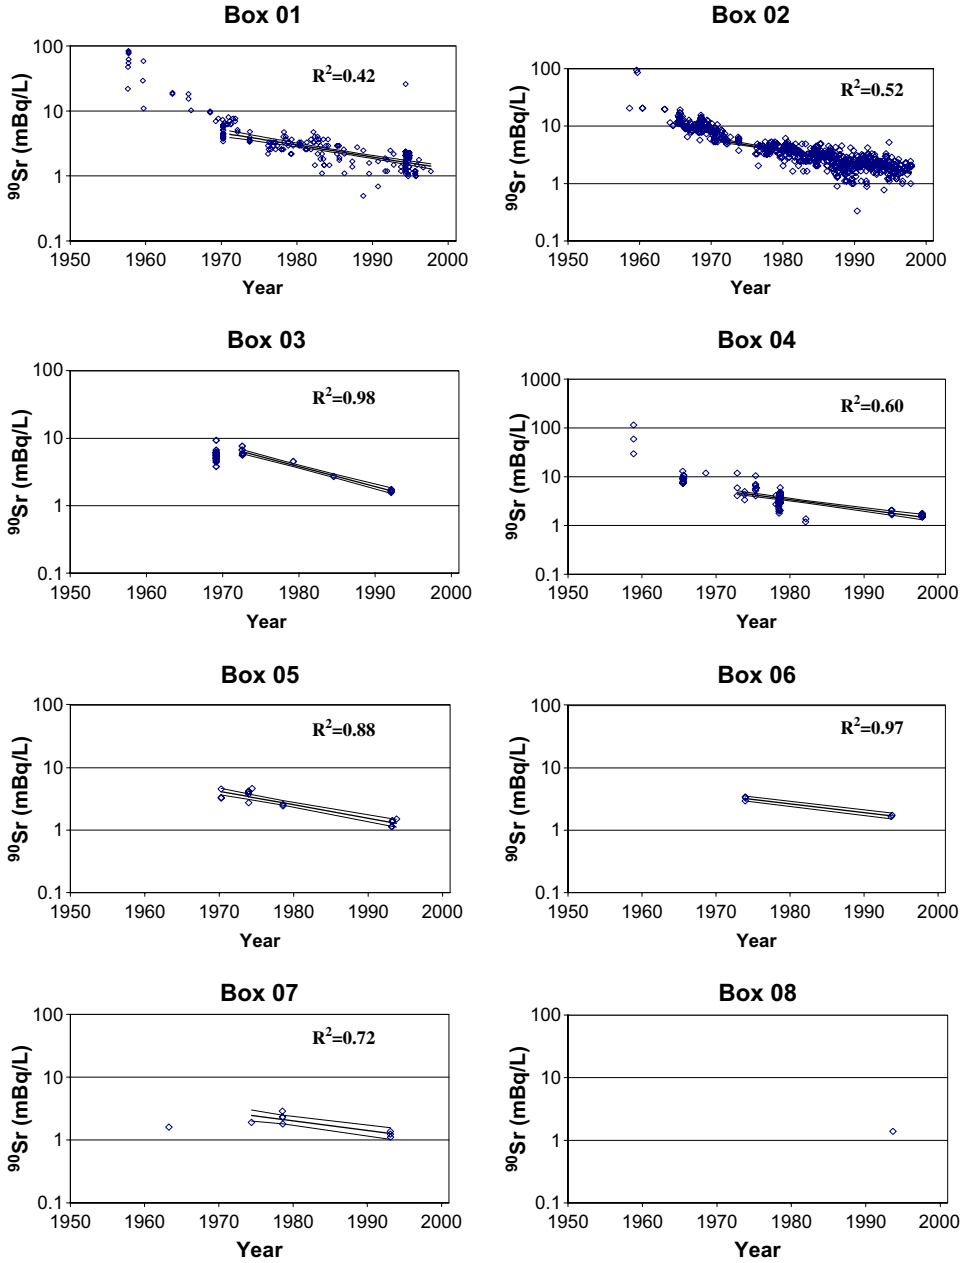 Box 01
R²=0.42
⁹⁰Sr (mBq/L)
100
10
1
0.1
1950 1960 1970 1980 1990 2000
Year
Box 02
R²=0.52
⁹⁰Sr (mBq/L)
100
10
1
0.1
1950 1960 1970 1980 1990 2000
Year
Box 03
R²=0.98
⁹⁰Sr (mBq/L)
100
10
1
0.1
1950 1960 1970 1980 1990 2000
Year
Box 04
R²=0.60
⁹⁰Sr (mBq/L)
1000
100
10
1
0.1
1950 1960 1970 1980 1990 2000
Year
Box 05
R²=0.88
⁹⁰Sr (mBq/L)
100
10
1
0.1
1950 1960 1970 1980 1990 2000
Year
Box 06
R²=0.97
⁹⁰Sr (mBq/L)
100
10
1
0.1
1950 1960 1970 1980 1990 2000
Year
Box 07
R²=0.72
⁹⁰Sr (mBq/L)
100
10
1
0.1
1950 1960 1970 1980 1990 2000
Year
Box 08
⁹⁰Sr (mBq/L)
100
10
1
0.1
1950 1960 1970 1980 1990 2000
Year